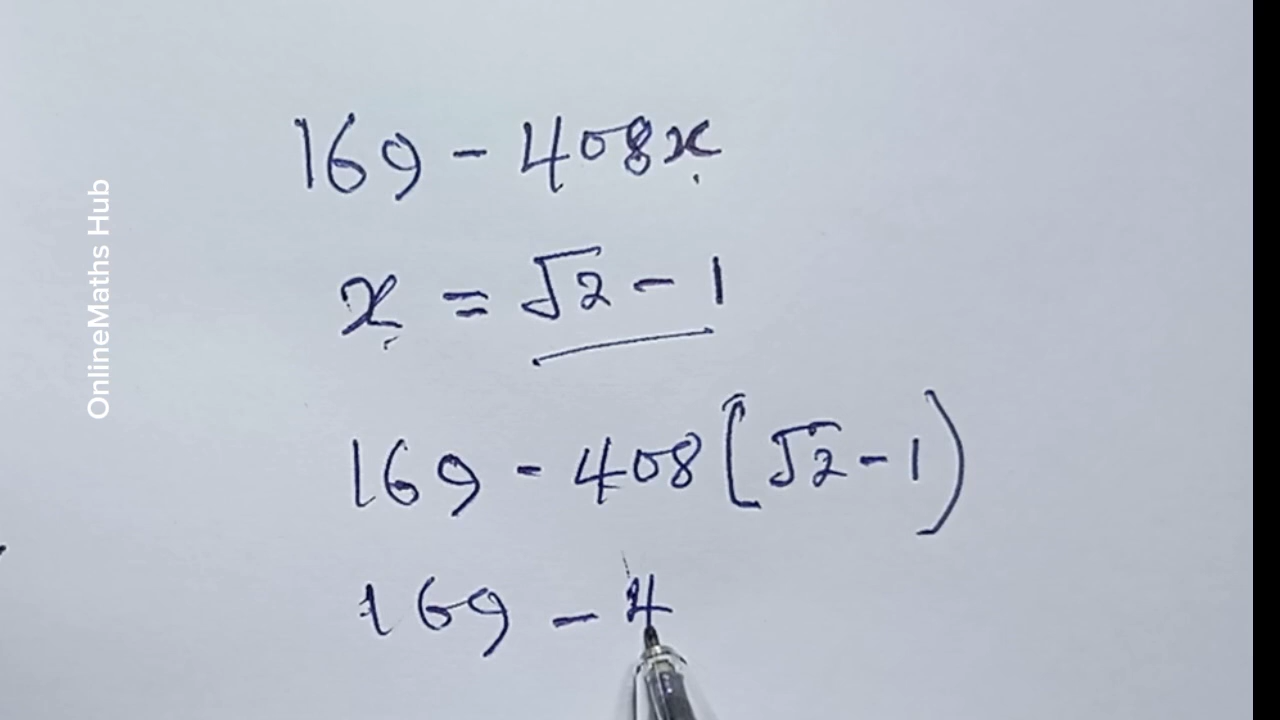 OnlineMaths Hub
169 - 408x
x = √2 - 1
169 - 408(√2 - 1)
169 - 4